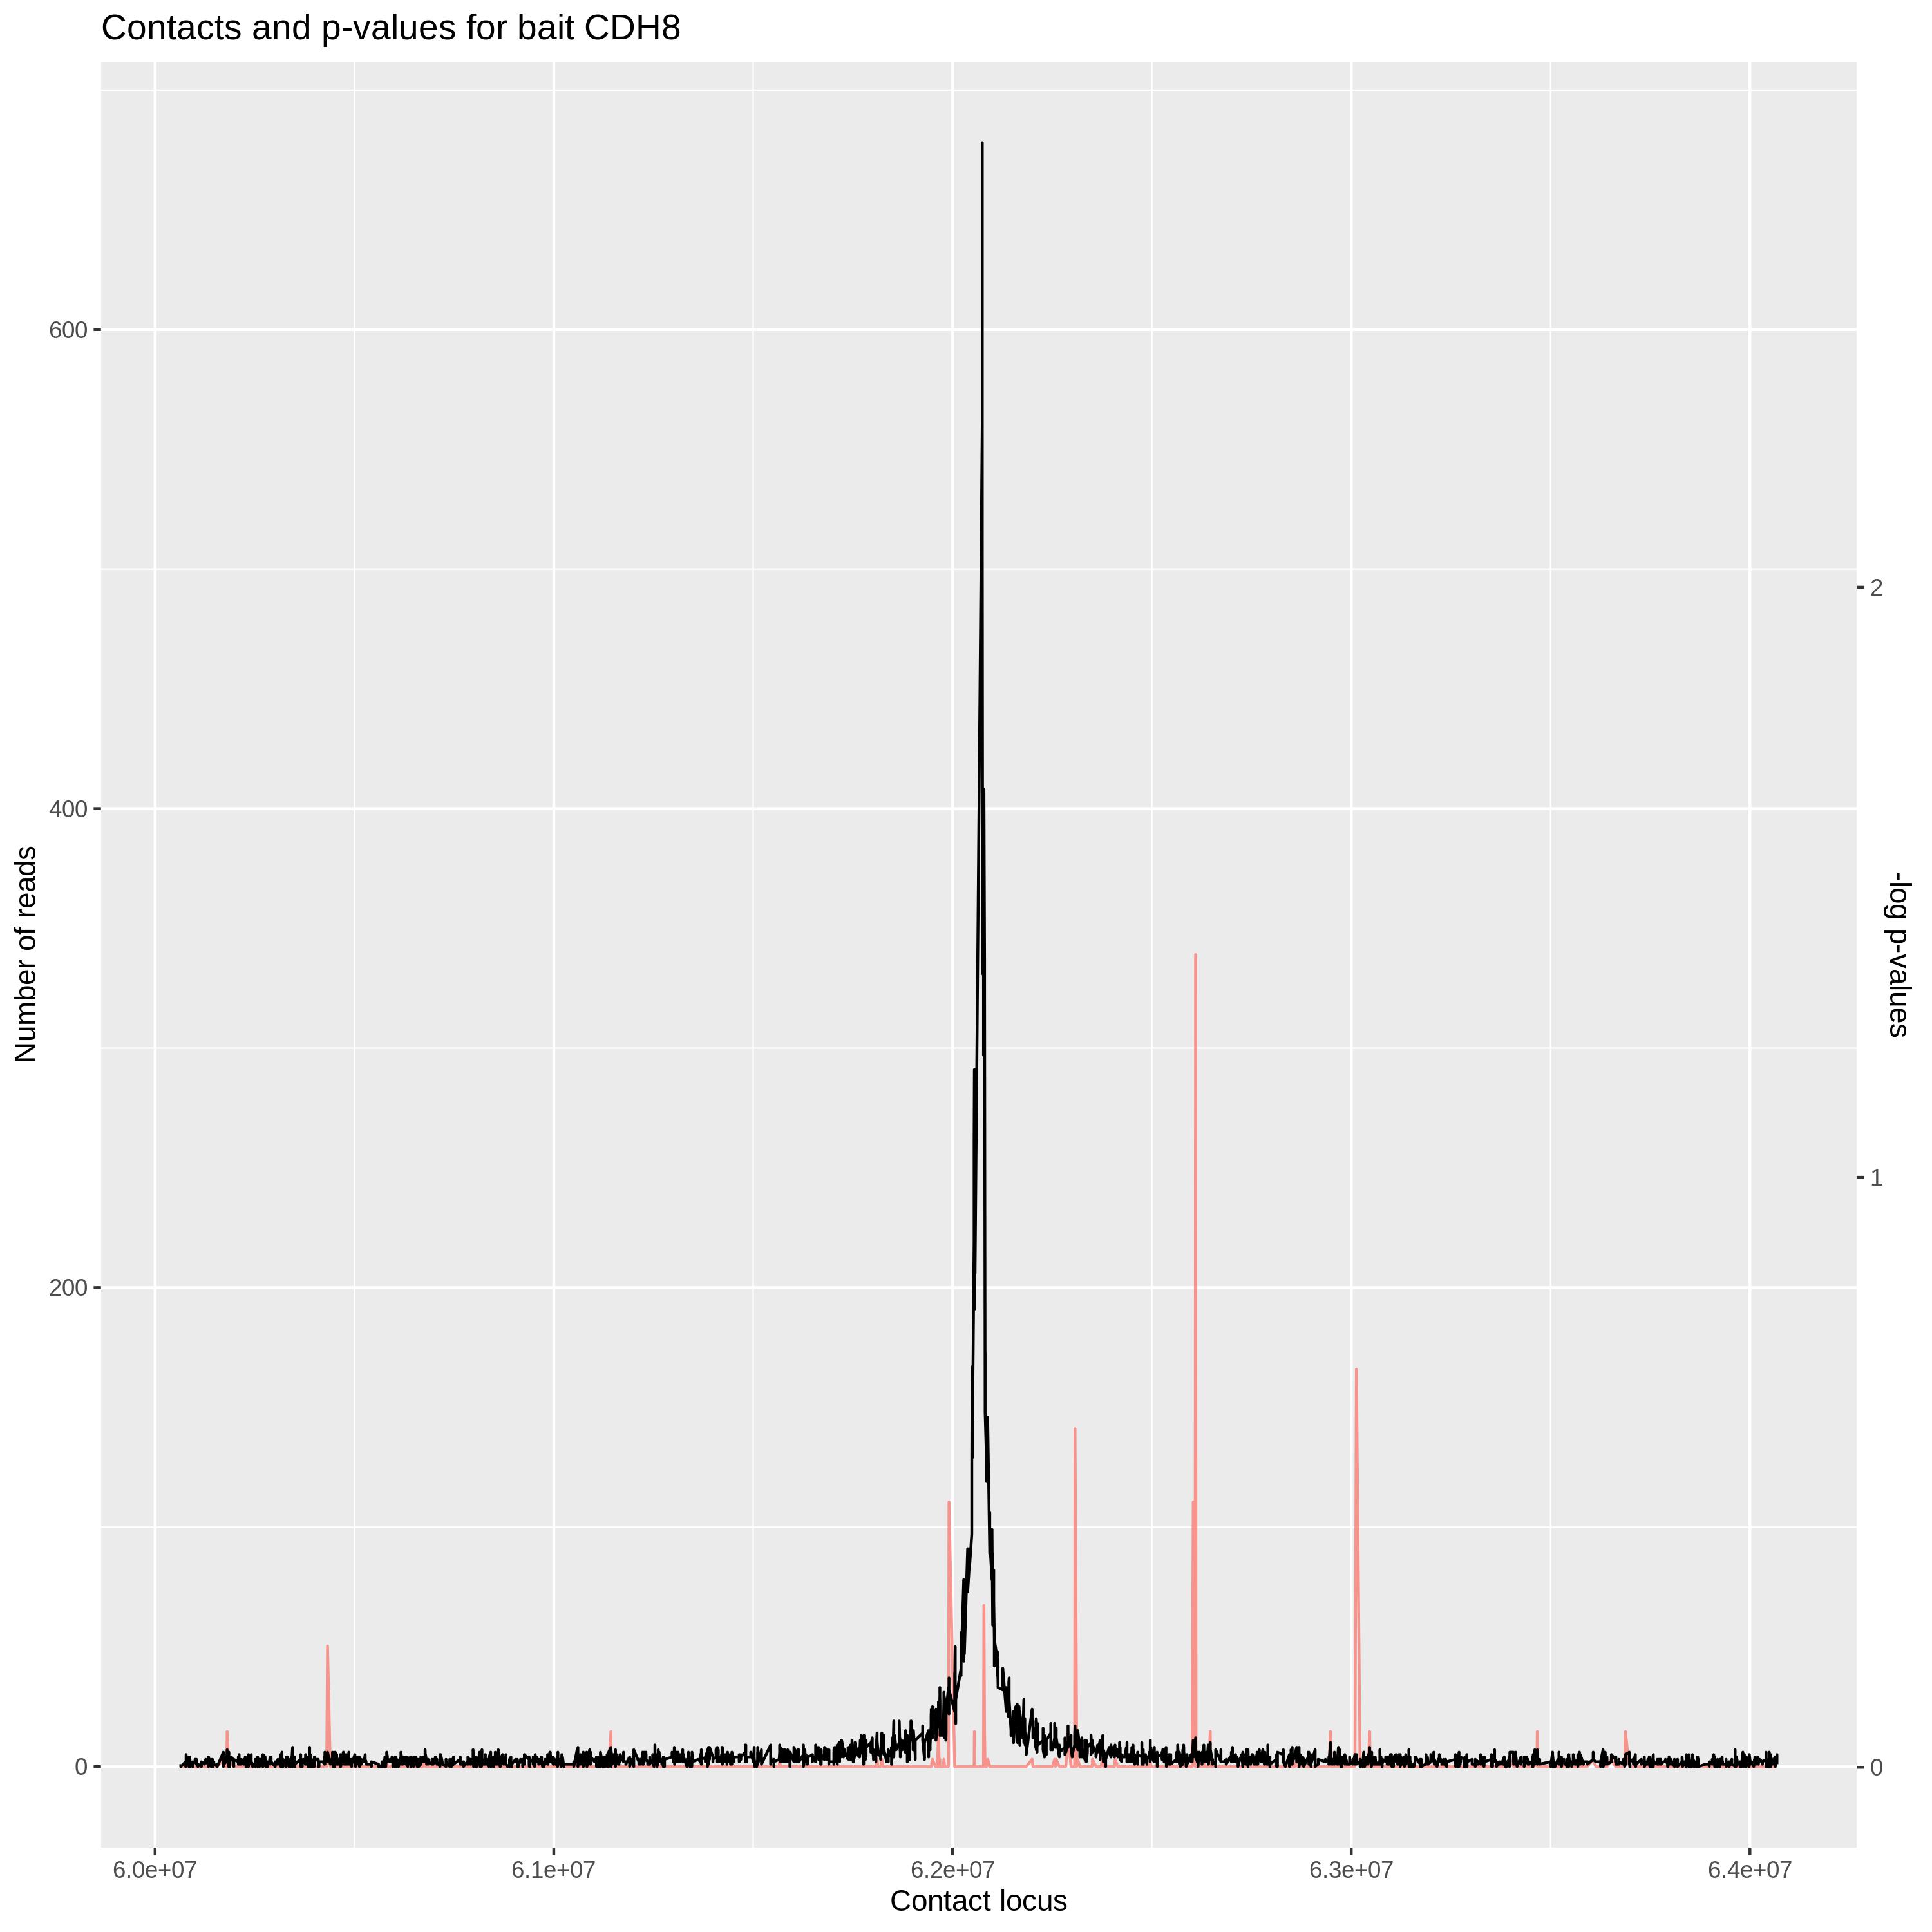 Contacts and p-values for bait CDH8
Number of reads
600
400
200
0
-log p-values
2
1
0
6.0e+07
6.1e+07
6.2e+07
6.3e+07
6.4e+07
Contact locus